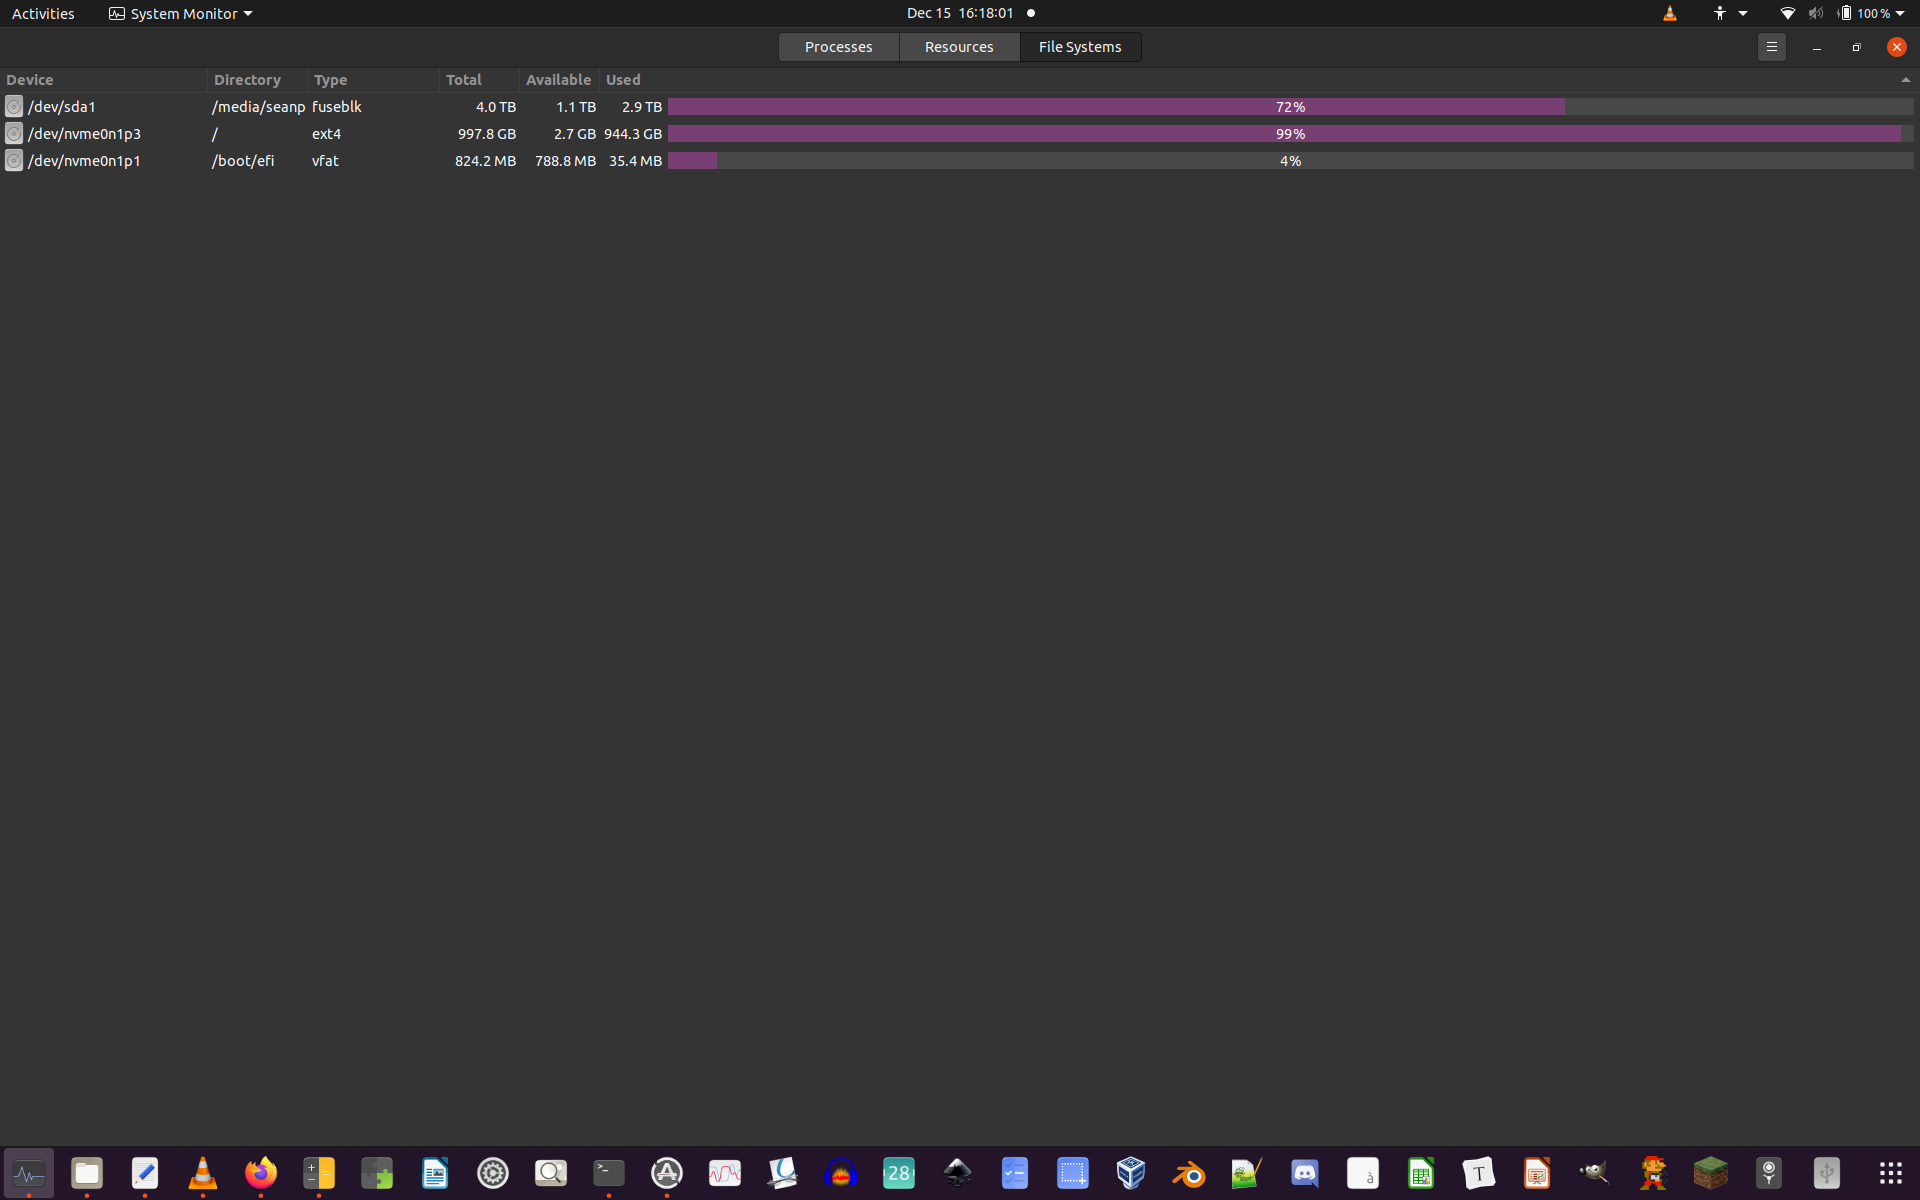 Activities System Monitor Dec 15 16:18:01 100 %
Processes Resources File Systems
Device Directory Type Total Available Used
/dev/sda1 /media/seanp fuseblk 4.0 TB 1.1 TB 2.9 TB 72%
/dev/nvme0n1p3 / ext4 997.8 GB 2.7 GB 944.3 GB 99%
/dev/nvme0n1p1 /boot/efi vfat 824.2 MB 788.8 MB 35.4 MB 4%
28